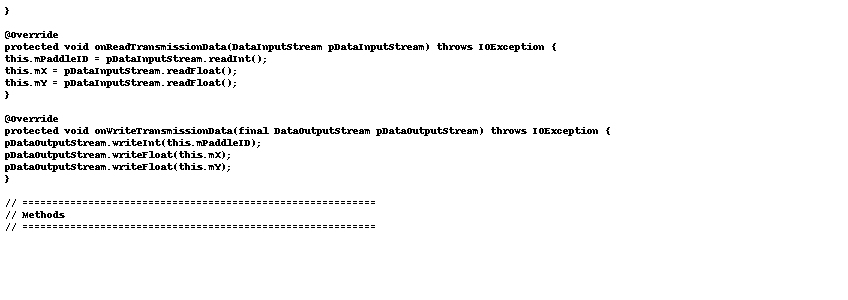 }

@Override
protected void onReadTransmissionData(DataInputStream pDataInputStream) throws IOException {
this.mPaddleID = pDataInputStream.readInt();
this.mX = pDataInputStream.readFloat();
this.mY = pDataInputStream.readFloat();
}

@Override
protected void onWriteTransmissionData(final DataOutputStream pDataOutputStream) throws IOException {
pDataOutputStream.writeInt(this.mPaddleID);
pDataOutputStream.writeFloat(this.mX);
pDataOutputStream.writeFloat(this.mY);
}

// ===========================================================
// Methods
// ===========================================================